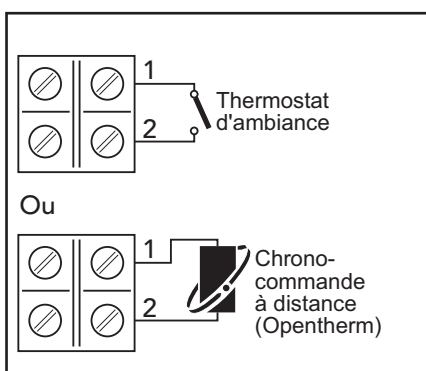 1
Thermostat
d'ambiance
2
Ou
1
Chrono-
commande
à distance
2
(Opentherm)